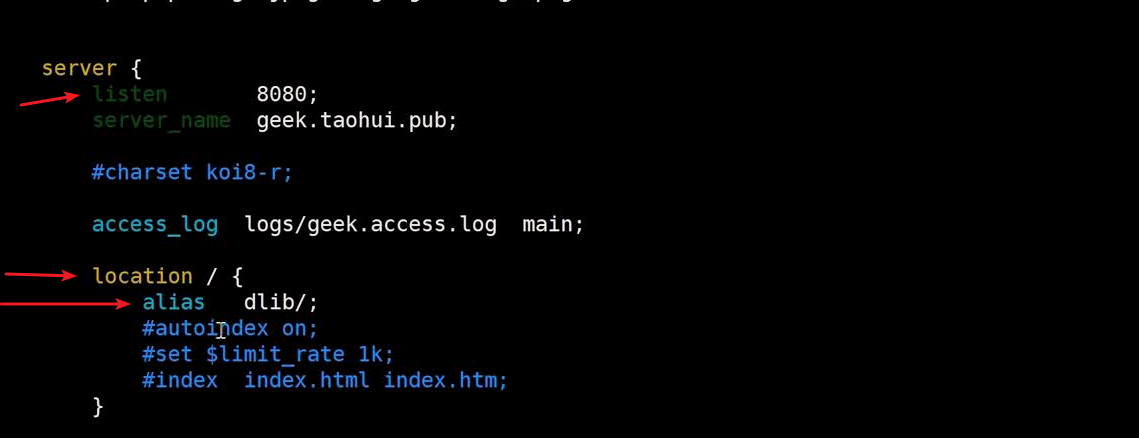 server {
listen 8080;
server_name geek.taohui.pub;
#charset koi8-r;
access_log logs/geek.access.log main;
location / {
alias dlib/;
#autoindex on;
#set $limit_rate 1k;
#index index.html index.htm;
}